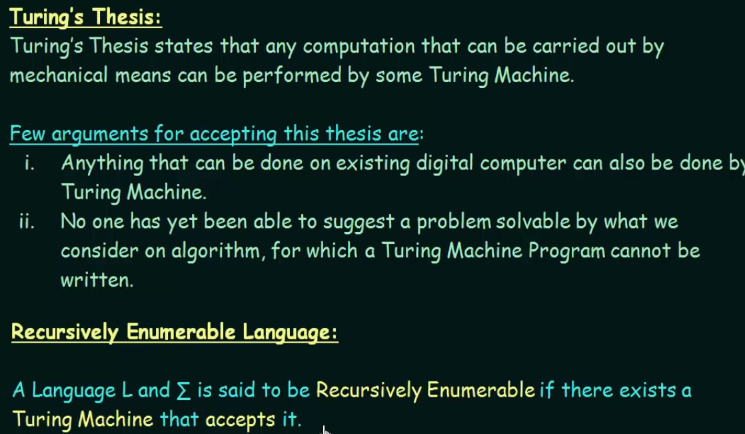 Turing's Thesis:
Turing's Thesis states that any computation that can be carried out by
mechanical means can be performed by some Turing Machine.
Few arguments for accepting this thesis are:
i. Anything that can be done on existing digital computer can also be done by
Turing Machine.
ii. No one has yet been able to suggest a problem solvable by what we
consider on algorithm, for which a Turing Machine Program cannot be
written.
Recursively Enumerable Language:
A Language L and ∑ is said to be Recursively Enumerable if there exists a
Turing Machine that accepts it.